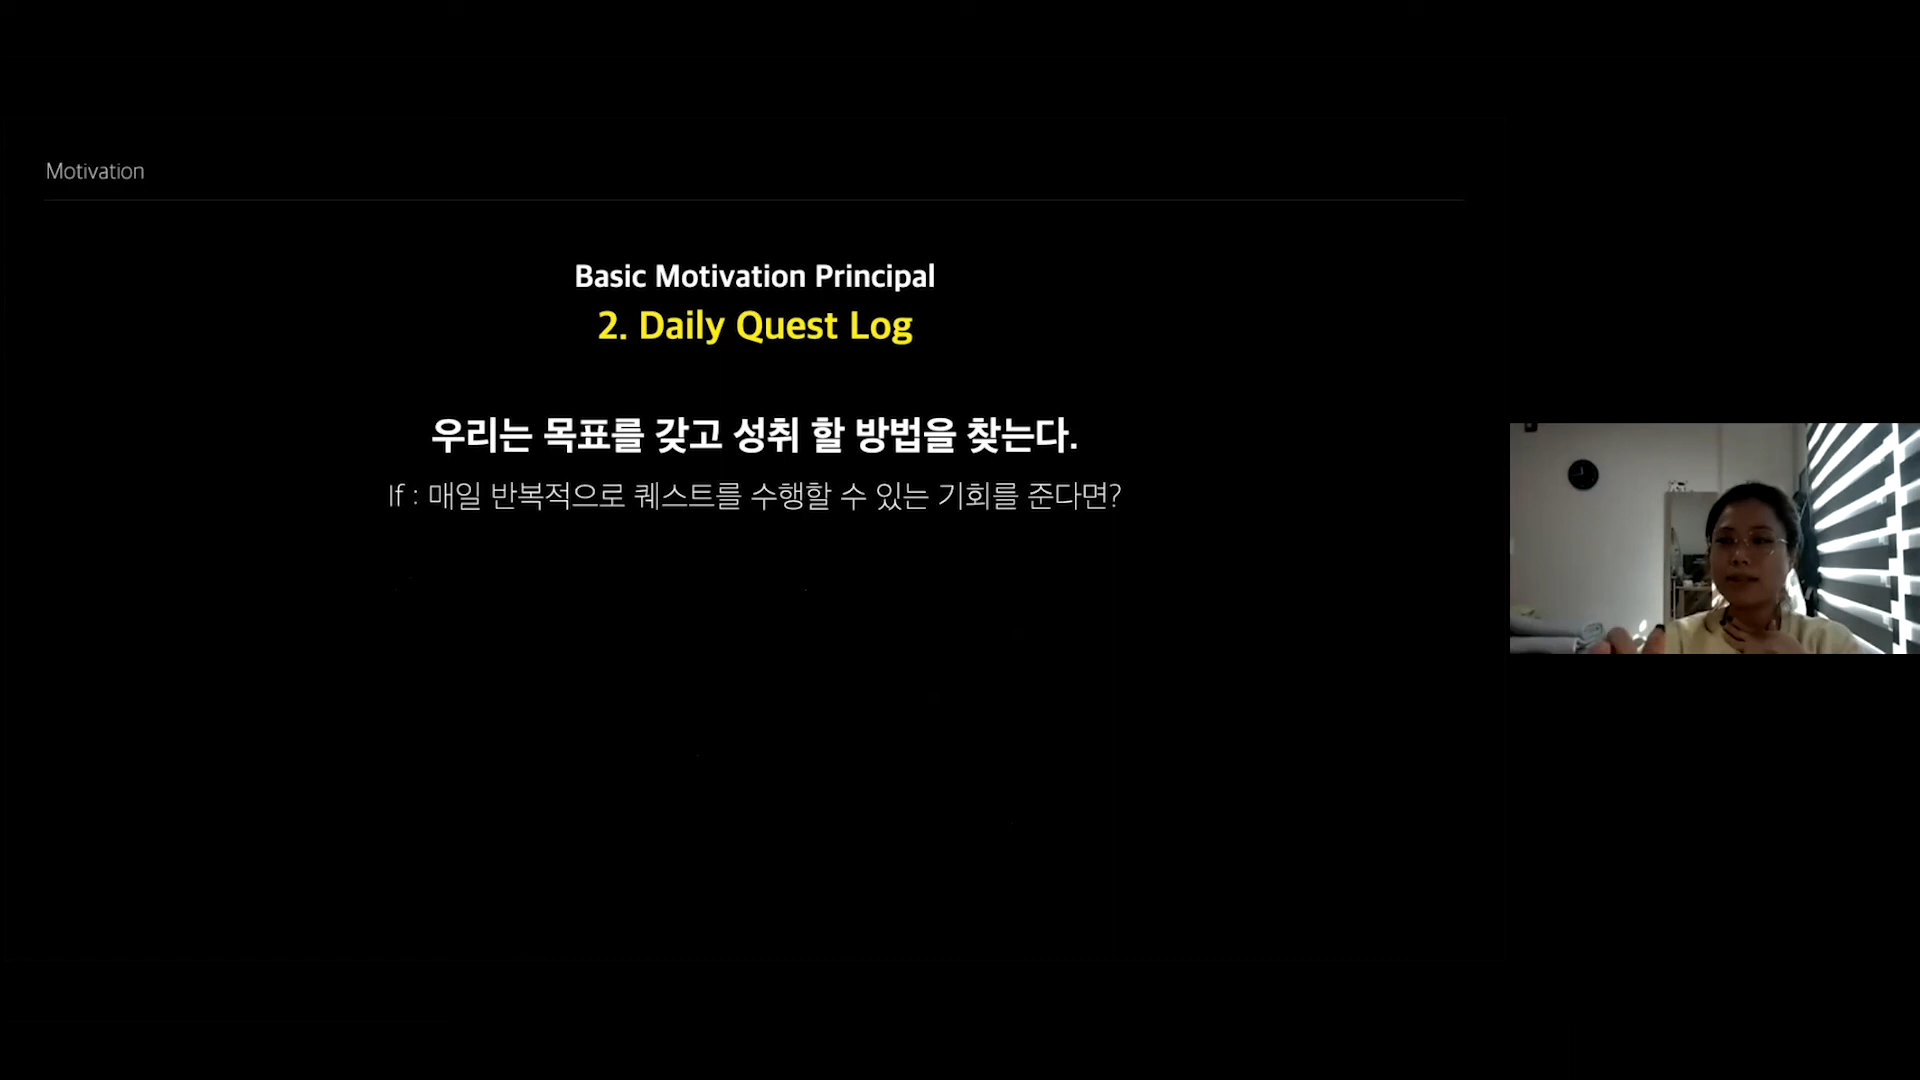 Motivation
Basic Motivation Principal
2. Daily Quest Log
우리는 목표를 갖고 성취 할 방법을 찾는다.
If : 매일 반복적으로 퀘스트를 수행할 수 있는 기회를 준다면?